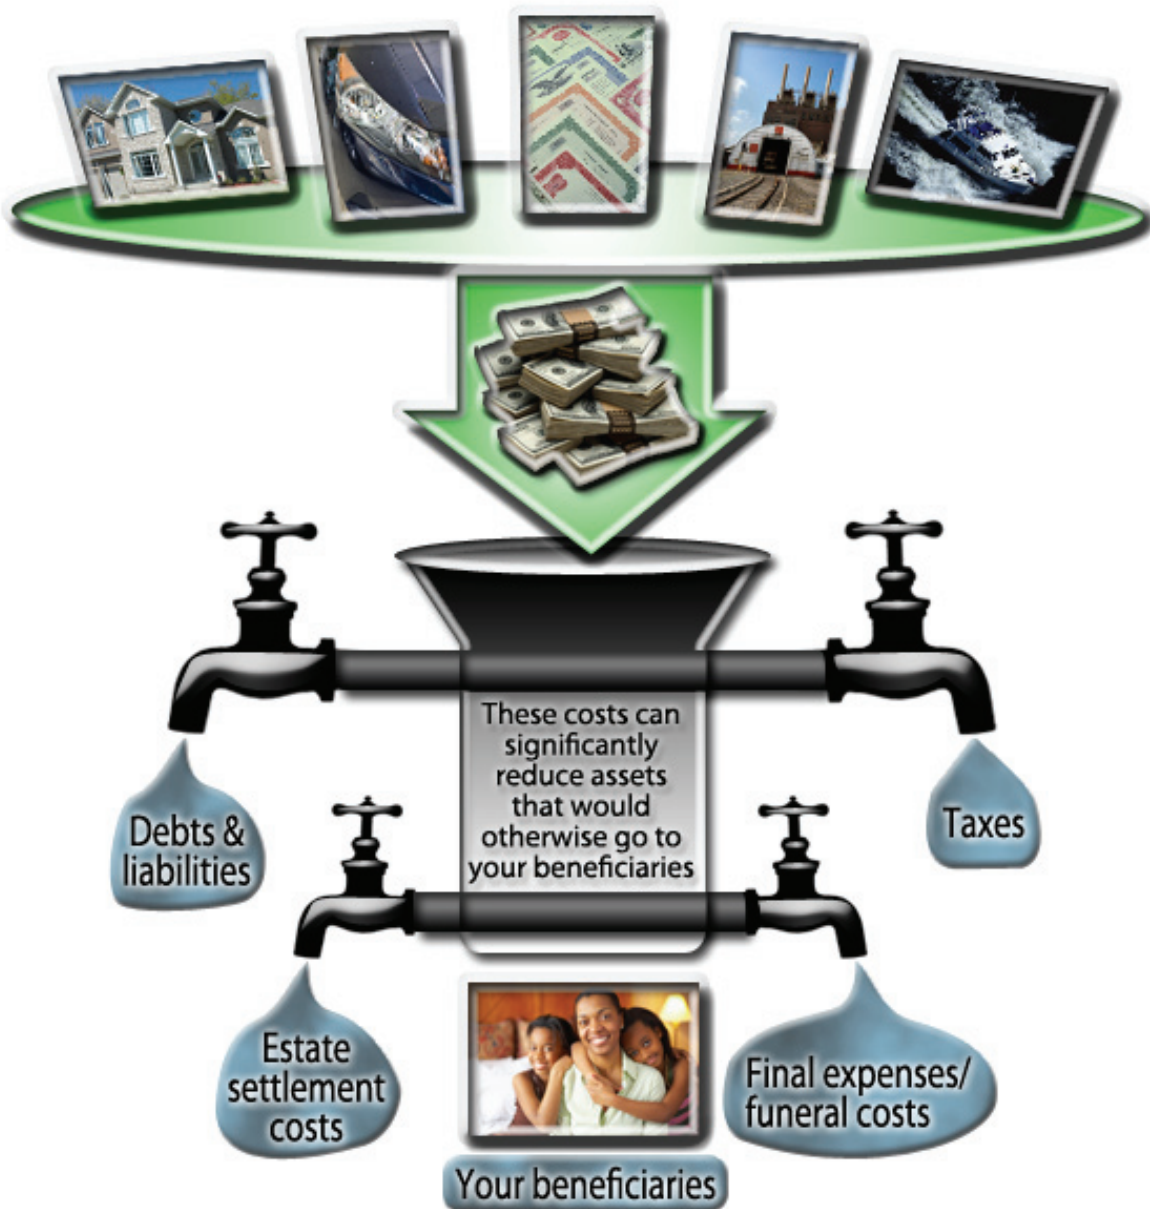 These costs can
significantly
reduce assets
that would
otherwise go to
your beneficiaries
Debts &
liabilities
Taxes
Estate
settlement
costs
Final expenses/
funeral costs
Your beneficiaries